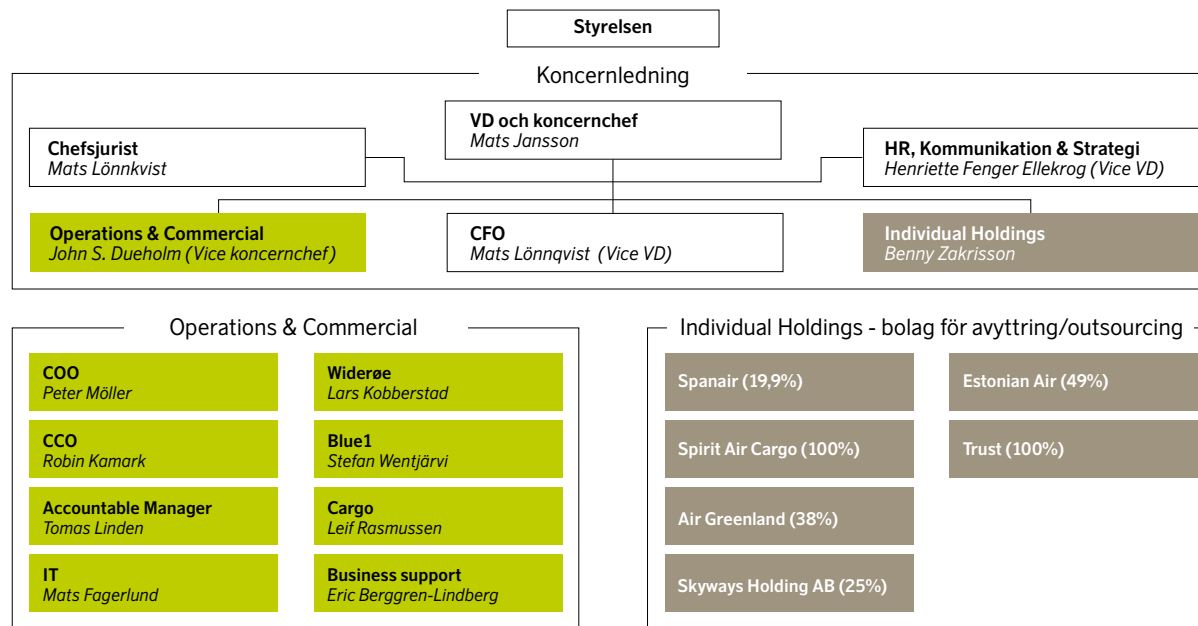 Styrelsen
Koncernledning
VD och koncernchef
Mats Jansson
Chefsjurist
Mats Lönnkvist
HR, Kommunikation & Strategi
Henriette Fenger Ellekrog (Vice VD)
Operations & Commercial
John S. Dueholm (Vice koncernchef)
CFO
Mats Lönnqvist (Vice VD)
Individual Holdings
Benny Zakrisson
Operations & Commercial
COO
Peter Möller
Widerøe
Lars Kobberstad
CCO
Robin Kamark
Blue1
Stefan Wentjärvi
Accountable Manager
Tomas Linden
Cargo
Leif Rasmussen
IT
Mats Fagerlund
Business support
Eric Berggren-Lindberg
Individual Holdings - bolag för avyttring/outsourcing
Spanair (19,9%)
Estonian Air (49%)
Spirit Air Cargo (100%)
Trust (100%)
Air Greenland (38%)
Skyways Holding AB (25%)